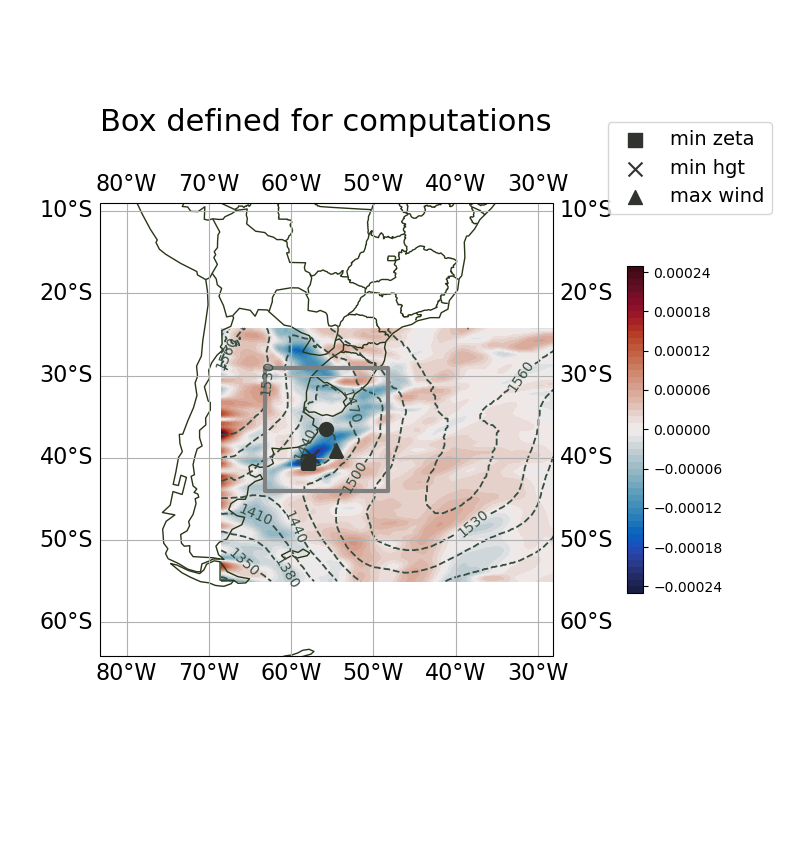 Box defined for computations
min zeta
min hgt
max wind
80°W 70°W 60°W 50°W 40°W 30°W
10°S 10°S
20°S 20°S
30°S 30°S
40°S 40°S
50°S 50°S
60°S 60°S
80°W 70°W 60°W 50°W 40°W 30°W
1560
1530
1560
1500
1530
1410
1440
1350
1380
0.00024
0.00018
0.00012
0.00006
0.00000
−0.00006
−0.00012
−0.00018
−0.00024